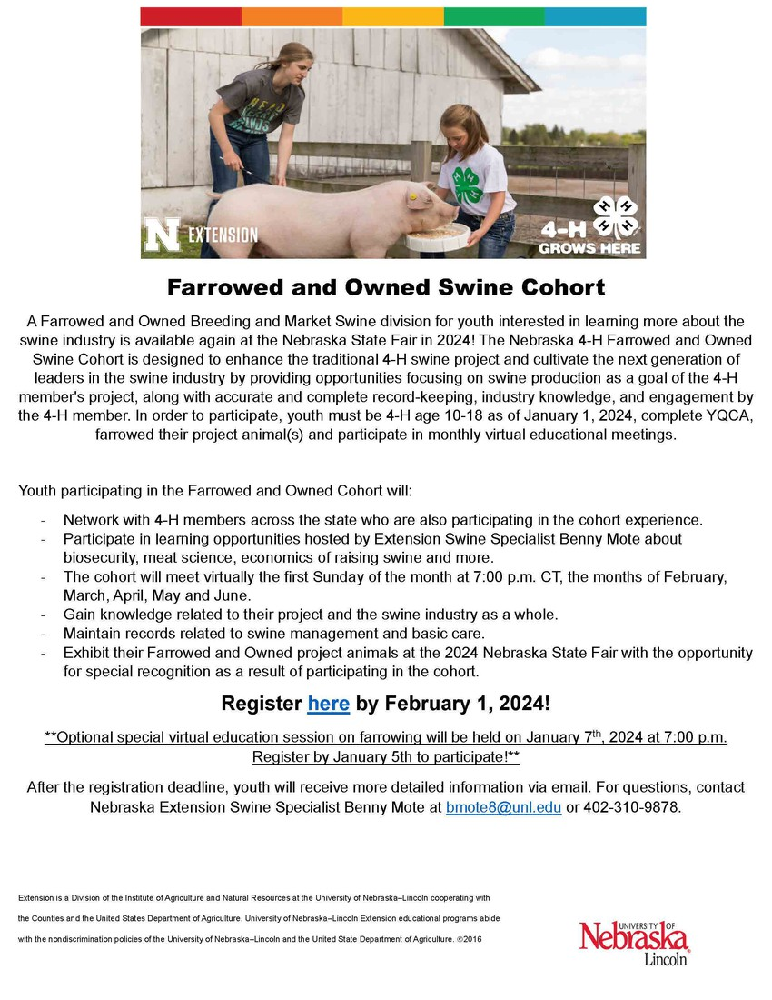 N EXTENSION
4-H
H H
H H
GROWS HERE
Farrowed and Owned Swine Cohort
A Farrowed and Owned Breeding and Market Swine division for youth interested in learning more about the
swine industry is available again at the Nebraska State Fair in 2024! The Nebraska 4-H Farrowed and Owned
Swine Cohort is designed to enhance the traditional 4-H swine project and cultivate the next generation of
leaders in the swine industry by providing opportunities focusing on swine production as a goal of the 4-H
member's project, along with accurate and complete record-keeping, industry knowledge, and engagement by
the 4-H member. In order to participate, youth must be 4-H age 10-18 as of January 1, 2024, complete YQCA,
farrowed their project animal(s) and participate in monthly virtual educational meetings.
Youth participating in the Farrowed and Owned Cohort will:
- Network with 4-H members across the state who are also participating in the cohort experience.
- Participate in learning opportunities hosted by Extension Swine Specialist Benny Mote about
biosecurity, meat science, economics of raising swine and more.
- The cohort will meet virtually the first Sunday of the month at 7:00 p.m. CT, the months of February,
March, April, May and June.
- Gain knowledge related to their project and the swine industry as a whole.
- Maintain records related to swine management and basic care.
- Exhibit their Farrowed and Owned project animals at the 2024 Nebraska State Fair with the opportunity
for special recognition as a result of participating in the cohort.
Register here by February 1, 2024!
**Optional special virtual education session on farrowing will be held on January 7th, 2024 at 7:00 p.m.
Register by January 5th to participate!**
After the registration deadline, youth will receive more detailed information via email. For questions, contact
Nebraska Extension Swine Specialist Benny Mote at bmote8@unl.edu or 402-310-9878.
Extension is a Division of the Institute of Agriculture and Natural Resources at the University of Nebraska–Lincoln cooperating with
the Counties and the United States Department of Agriculture. University of Nebraska–Lincoln Extension educational programs abide
with the nondiscrimination policies of the University of Nebraska–Lincoln and the United State Department of Agriculture. ©2016
UNIVERSITY OF
Nebraska®
Lincoln